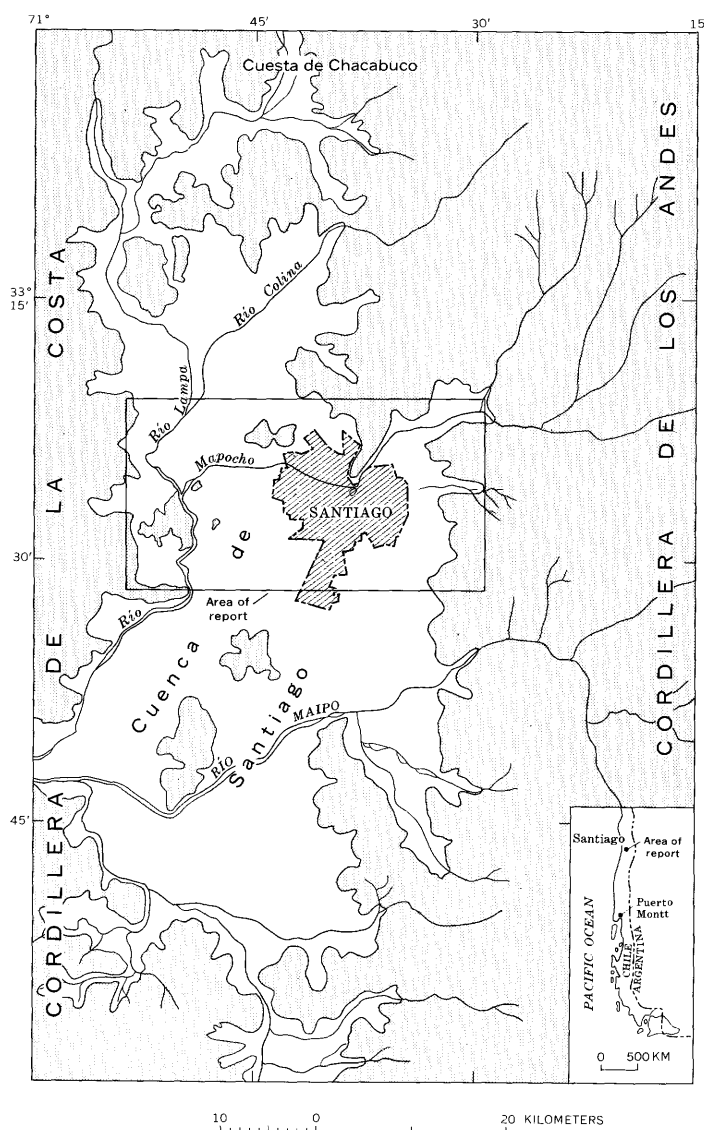 71°
45'
30'
15
Cuesta de Chacabuco
CORDILLERA DE LA COSTA
CORDILLERA DE LOS ANDES
33°
15'
Río Colina
Río Lampa
Mapocho
SANTIAGO
30'
Area of
report
Río
Cuenca de Santiago
RÍO MAIPO
45'
Santiago
Area of
report
Puerto
Montt
PACIFIC OCEAN
CHILE
ARGENTINA
0 500 KM
10 0 20 KILOMETERS